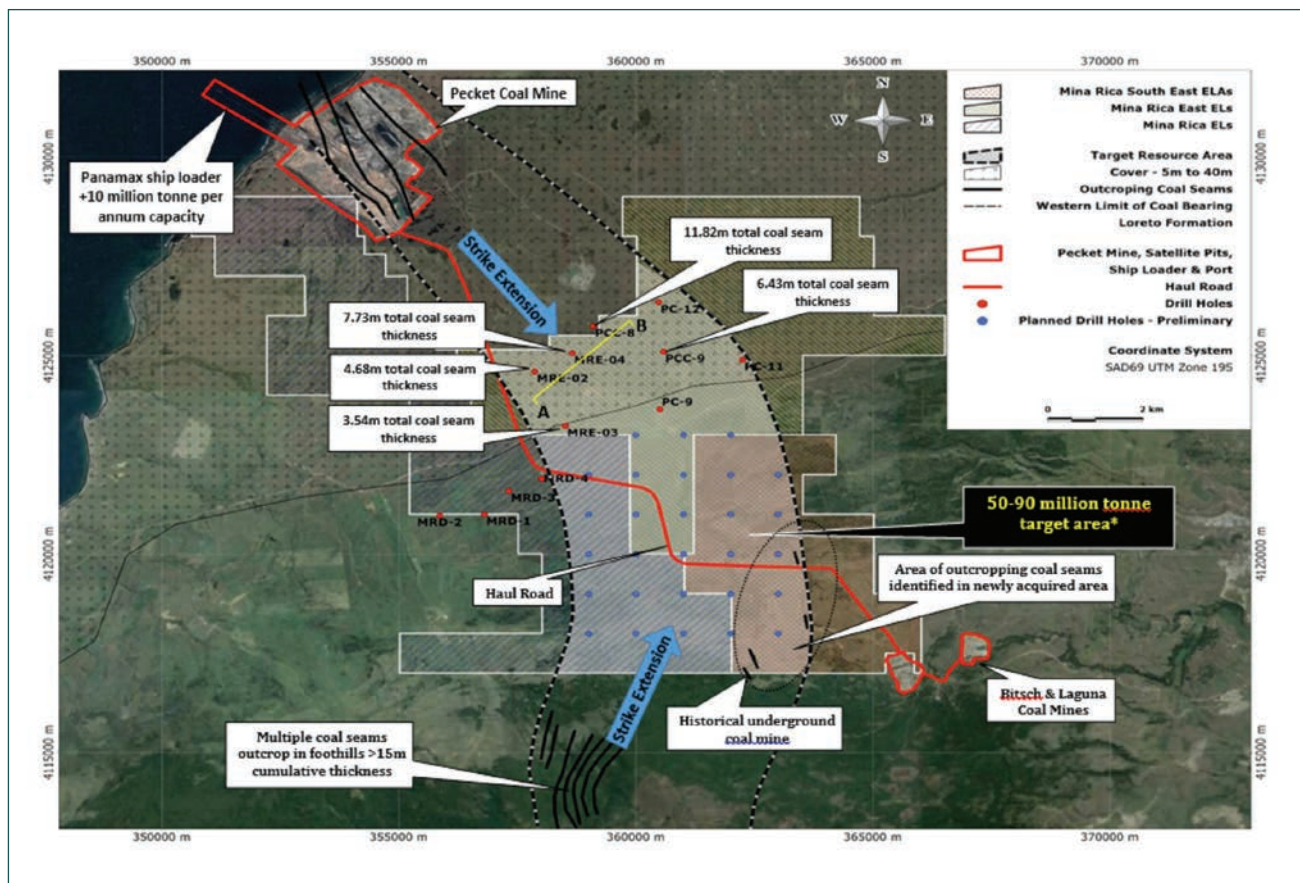 350000 m
355000 m
360000 m
365000 m
370000 m
Pecket Coal Mine
Panamax ship loader
+10 million tonne per
annum capacity
4130000 m
N
W
E
S
Mina Rica South East ELAs
Mina Rica East ELs
Mina Rica ELs
Target Resource Area
Cover - 5m to 40m
Outcroping Coal Seams
Western Limit of Coal Bearing
Loreto Formation
Pecket Mine, Satellite Pits,
Ship Loader & Port
Haul Road
Drill Holes
Planned Drill Holes - Preliminary
Coordinate System
SAD69 UTM Zone 19S
0
2 km
4130000 m
Strike Extension
11.82m total coal seam
thickness
6.43m total coal seam
thickness
7.73m total coal seam
thickness
4.68m total coal seam
thickness
3.54m total coal seam
thickness
PC-12
PCC-8
B
MRE-04
PCC-9
PC-11
MRE-02
A
PC-9
MRE-03
4125000 m
4125000 m
MRD-4
MRD-3
MRD-2
MRD-1
50-90 million tonne
target area*
4120000 m
4120000 m
Haul Road
Area of outcropping coal seams
identified in newly acquired area
Strike Extension
Historical underground
coal mine
Bitsch & Laguna
Coal Mines
Multiple coal seams
outcrop in foothills >15m
cumulative thickness
4115000 m
4115000 m
350000 m
355000 m
360000 m
365000 m
370000 m